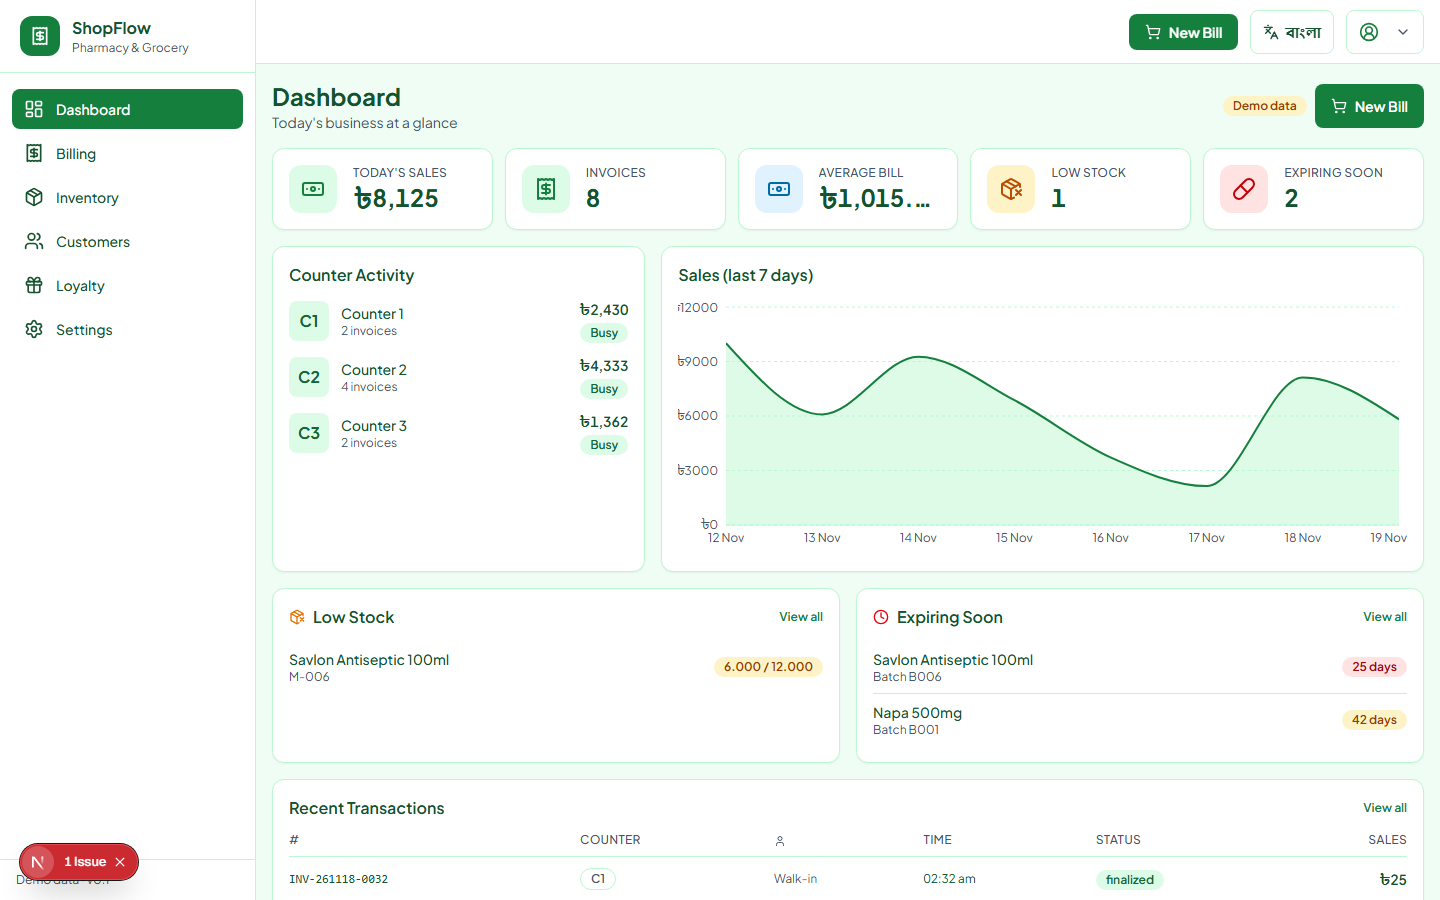 ShopFlow
Pharmacy & Grocery
New Bill
বাংলা
Dashboard
Billing
Inventory
Customers
Loyalty
Settings
Dashboard
Today's business at a glance
Demo data
New Bill
TODAY'S SALES
৳8,125
INVOICES
8
AVERAGE BILL
৳1,015....
LOW STOCK
1
EXPIRING SOON
2
Counter Activity
C1
Counter 1
2 invoices
৳2,430
Busy
C2
Counter 2
4 invoices
৳4,333
Busy
C3
Counter 3
2 invoices
৳1,362
Busy
Sales (last 7 days)
৳12000
৳9000
৳6000
৳3000
৳0
12 Nov 13 Nov 14 Nov 15 Nov 16 Nov 17 Nov 18 Nov 19 Nov
Low Stock
View all
Savlon Antiseptic 100ml
M-006
6.000 / 12.000
Expiring Soon
View all
Savlon Antiseptic 100ml
Batch B006
25 days
Napa 500mg
Batch B001
42 days
Recent Transactions
View all
# COUNTER TIME STATUS SALES
INV-261118-0032 C1 Walk-in 02:32 am finalized ৳25
1 Issue
Demo data